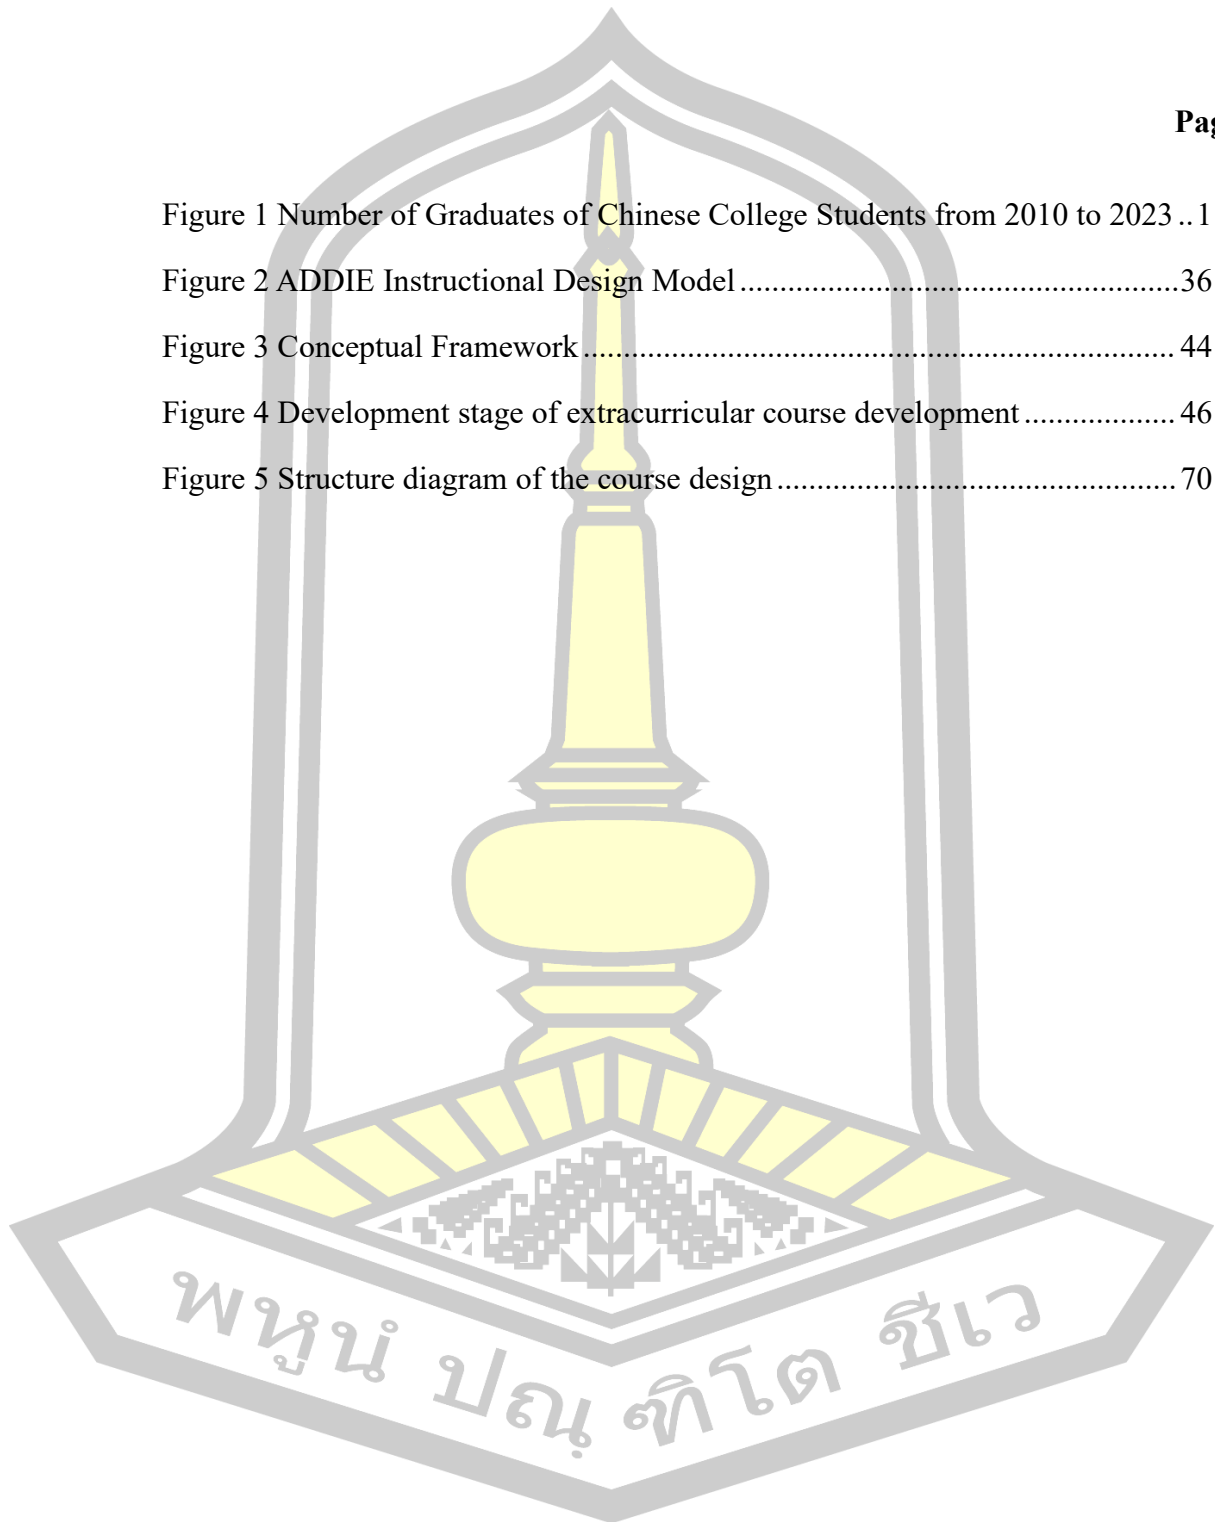 Pag
Figure 1 Number of Graduates of Chinese College Students from 2010 to 2023 ..1
Figure 2 ADDIE Instructional Design Model ......................................................36
Figure 3 Conceptual Framework ......................................................................... 44
Figure 4 Development stage of extracurricular course development ................... 46
Figure 5 Structure diagram of the course design ................................................. 70
พหูนํ ปณฺฑิโต ชีเว